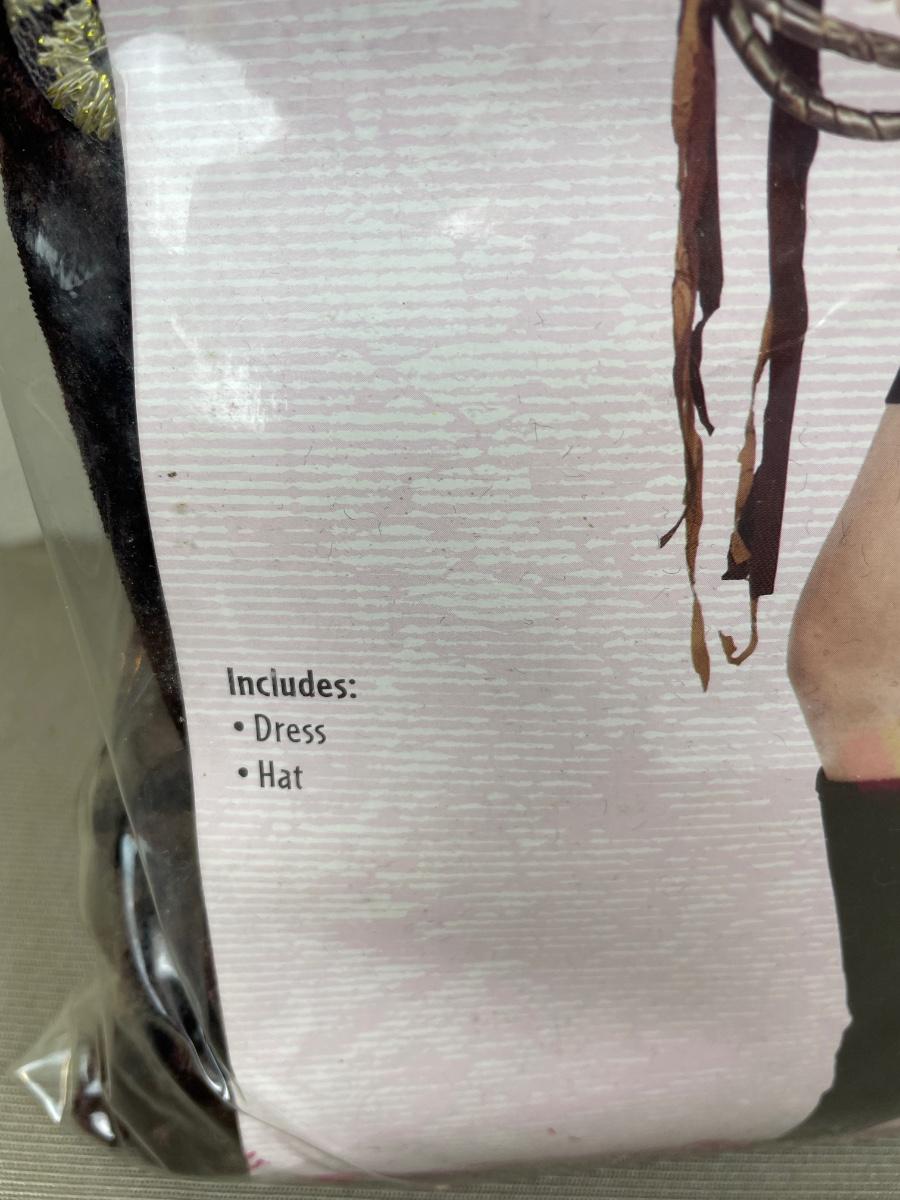 Includes:
• Dress
• Hat